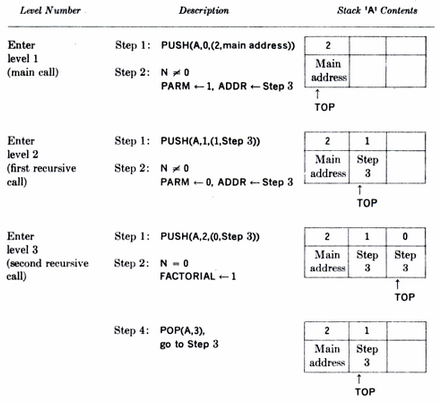 Level Number Description Stack 'A' Contents
Enter Step 1: PUSH(A,0,(2,main address)) 2
level 1
(main call) Step 2: N ≠ 0 Main
PARM ← 1, ADDR ← Step 3 address
↑
TOP
Enter Step 1: PUSH(A,1,(1,Step 3)) 2 1
level 2
(first recursive Step 2: N ≠ 0 Main Step
call) PARM ← 0, ADDR ← Step 3 address 3
↑
TOP
Enter Step 1: PUSH(A,2,(0,Step 3)) 2 1 0
level 3
(second recursive Step 2: N = 0 Main Step Step
call) FACTORIAL ← 1 address 3 3
↑
TOP
Step 4: POP(A,3), 2 1
go to Step 3 Main Step
address 3
↑
TOP